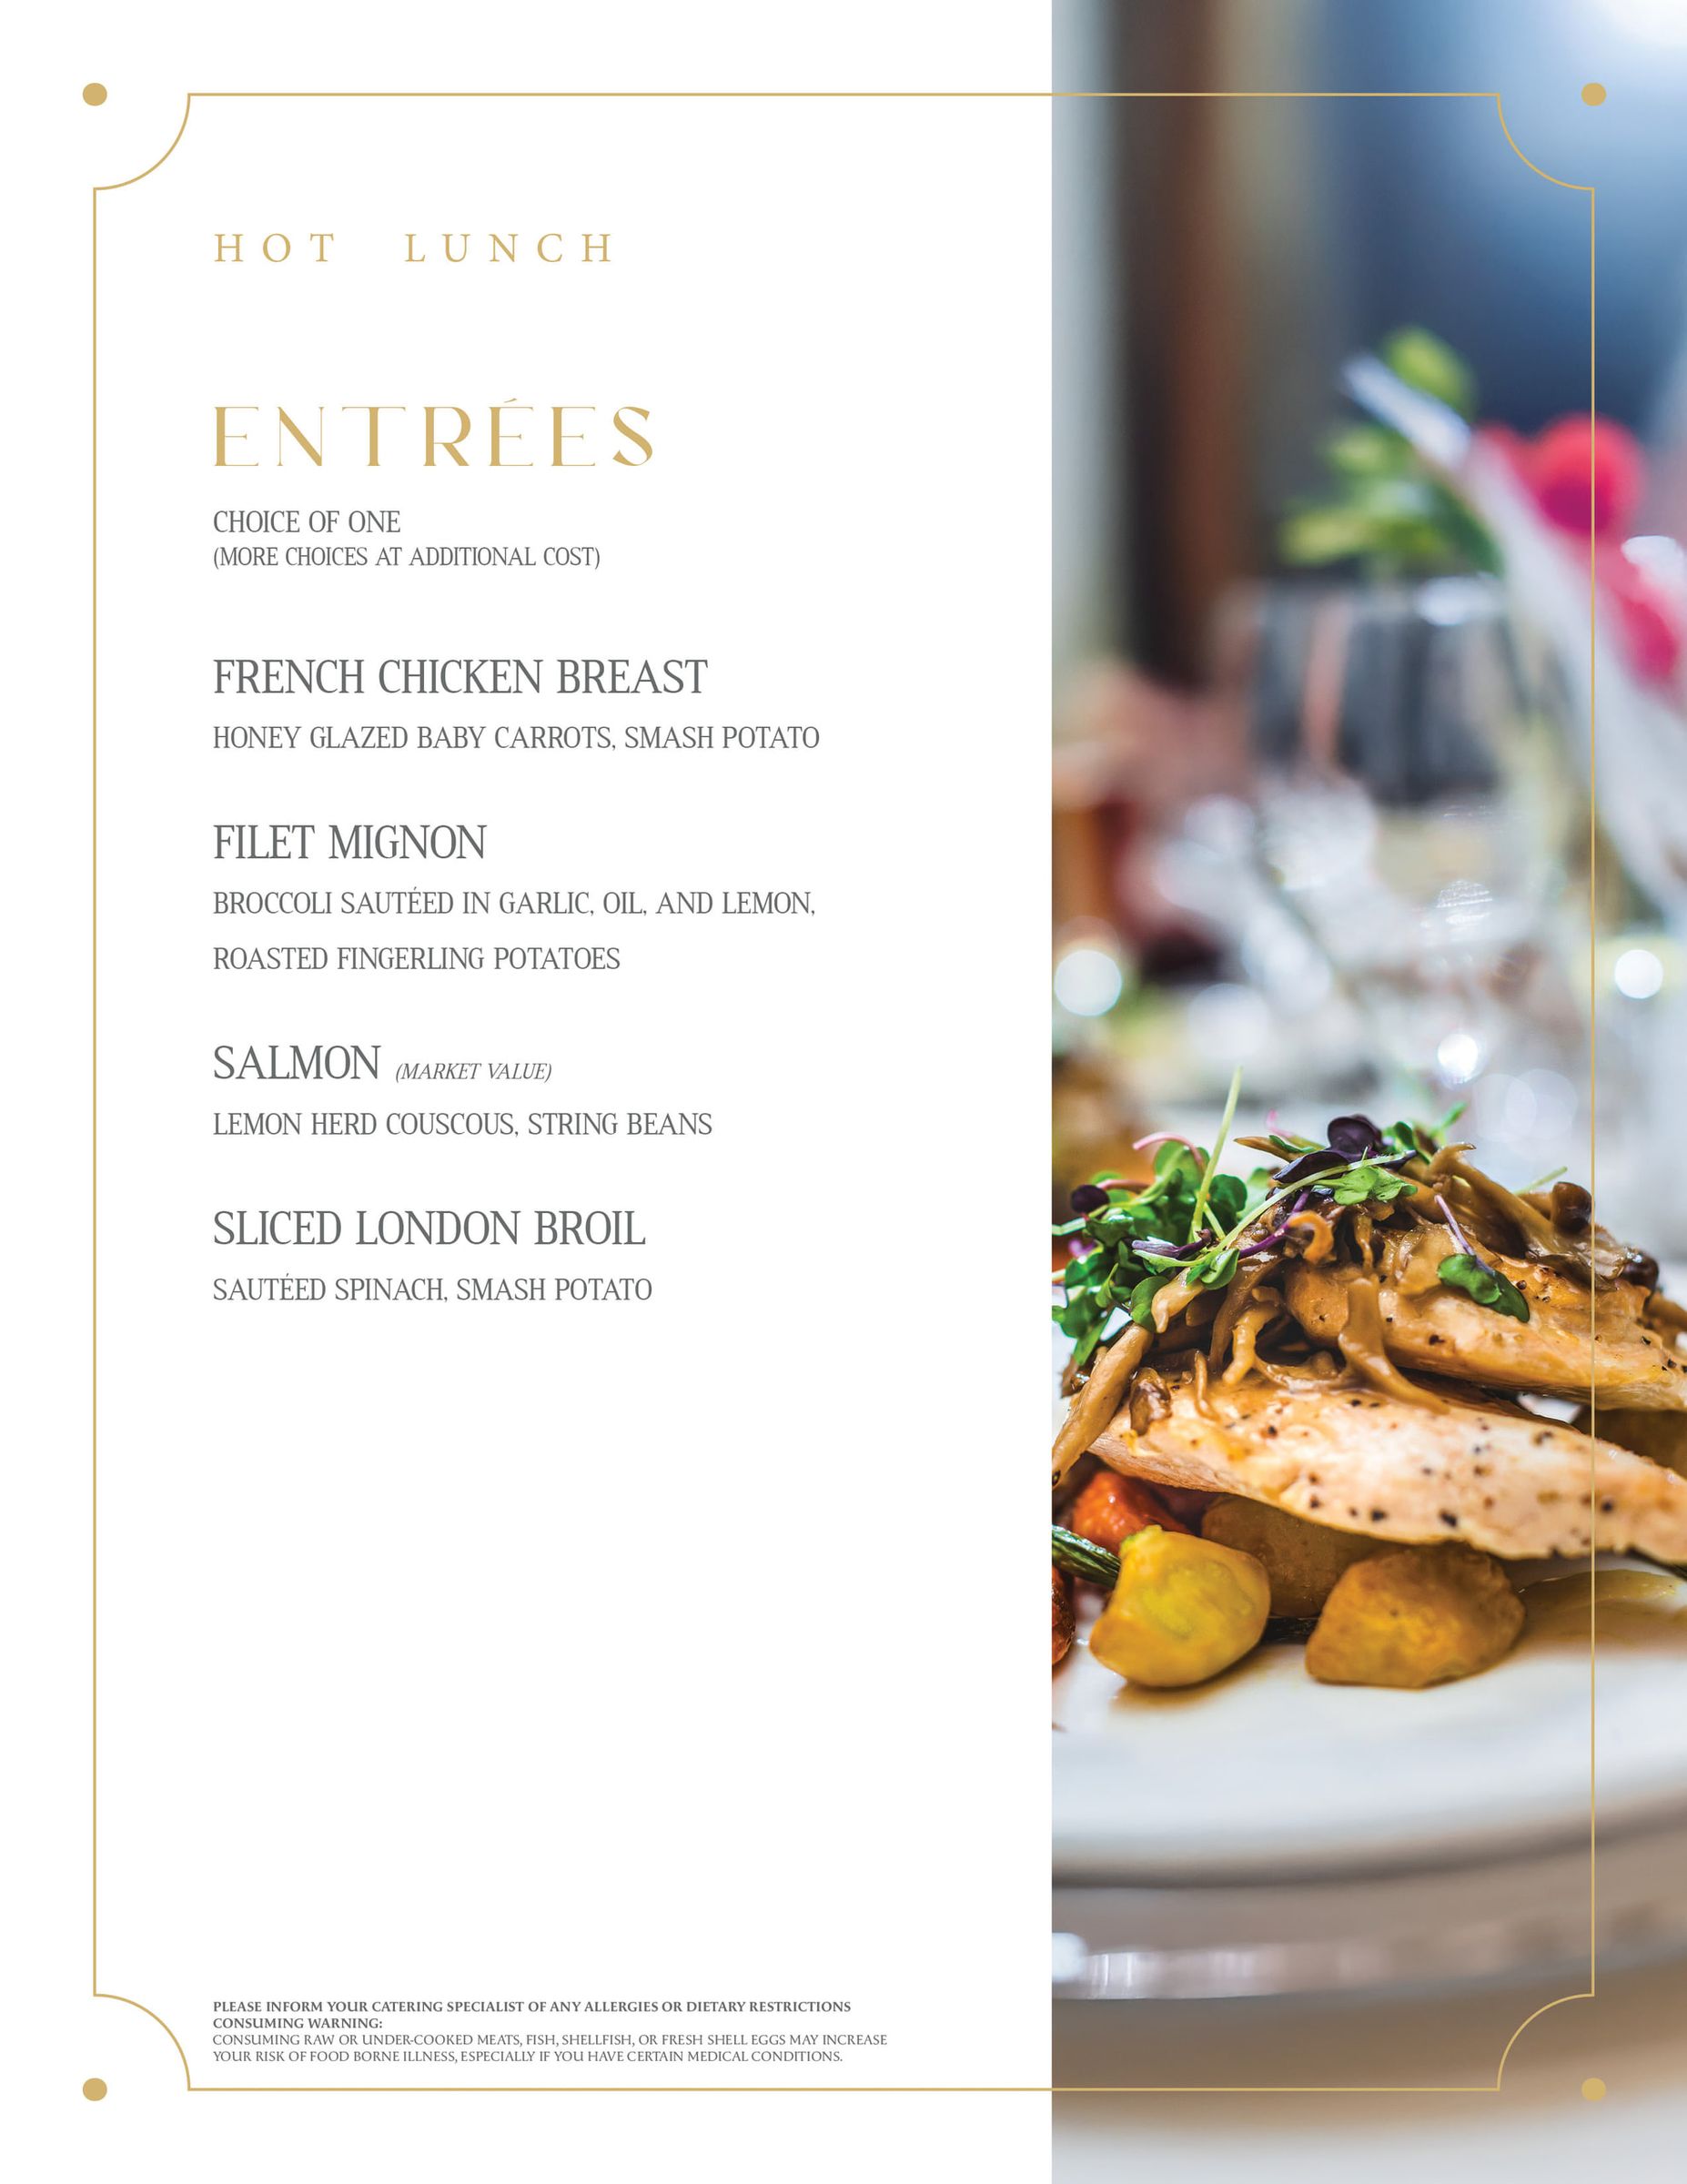 HOT LUNCH
ENTRÉES
CHOICE OF ONE
(MORE CHOICES AT ADDITIONAL COST)
FRENCH CHICKEN BREAST
HONEY GLAZED BABY CARROTS, SMASH POTATO
FILET MIGNON
BROCCOLI SAUTÉED IN GARLIC, OIL, AND LEMON,
ROASTED FINGERLING POTATOES
SALMON (MARKET VALUE)
LEMON HERD COUSCOUS, STRING BEANS
SLICED LONDON BROIL
SAUTÉED SPINACH, SMASH POTATO
PLEASE INFORM YOUR CATERING SPECIALIST OF ANY ALLERGIES OR DIETARY RESTRICTIONS
CONSUMING WARNING:
CONSUMING RAW OR UNDER-COOKED MEATS, FISH, SHELLFISH, OR FRESH SHELL EGGS MAY INCREASE
YOUR RISK OF FOOD BORNE ILLNESS, ESPECIALLY IF YOU HAVE CERTAIN MEDICAL CONDITIONS.